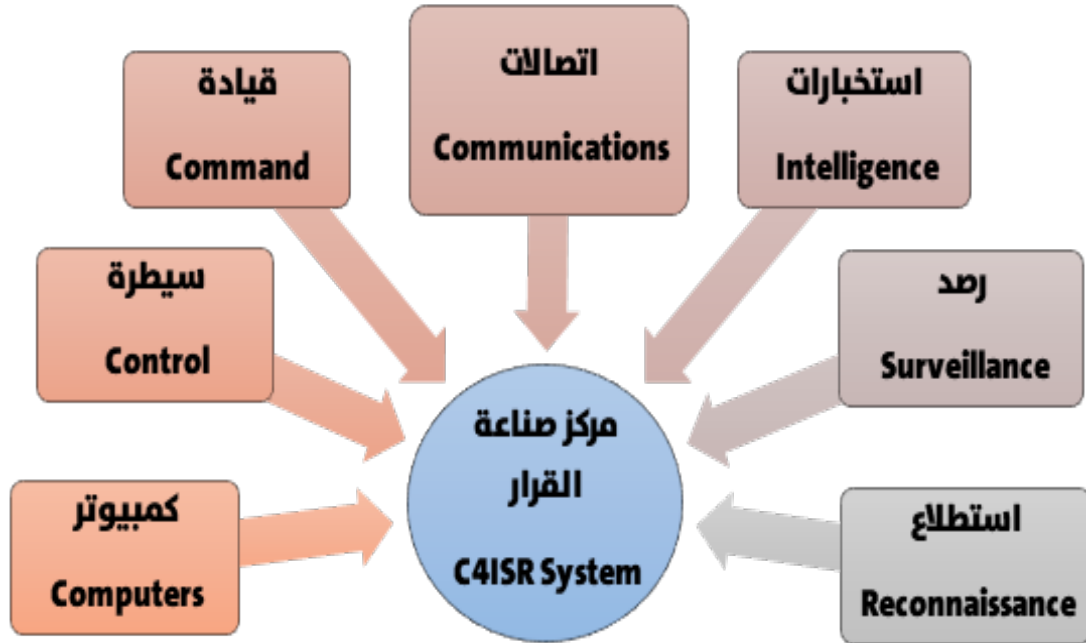 اتصالات
Communications
قيادة
Command
استخبارات
Intelligence
سيطرة
Control
رصد
Surveillance
كمبيوتر
Computers
استطلاع
Reconnaissance
مركز صناعة
القرار
C4ISR System